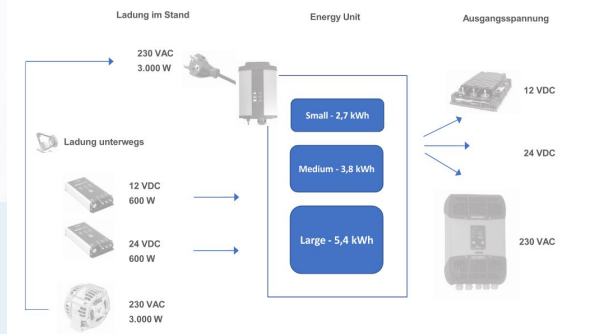 Ladung im Stand
Energy Unit
Ausgangsspannung
230 VAC
3.000 W
Ladung unterwegs
12 VDC
600 W
24 VDC
600 W
230 VAC
3.000 W
Small - 2,7 kWh
Medium - 3,8 kWh
Large - 5,4 kWh
12 VDC
24 VDC
230 VAC